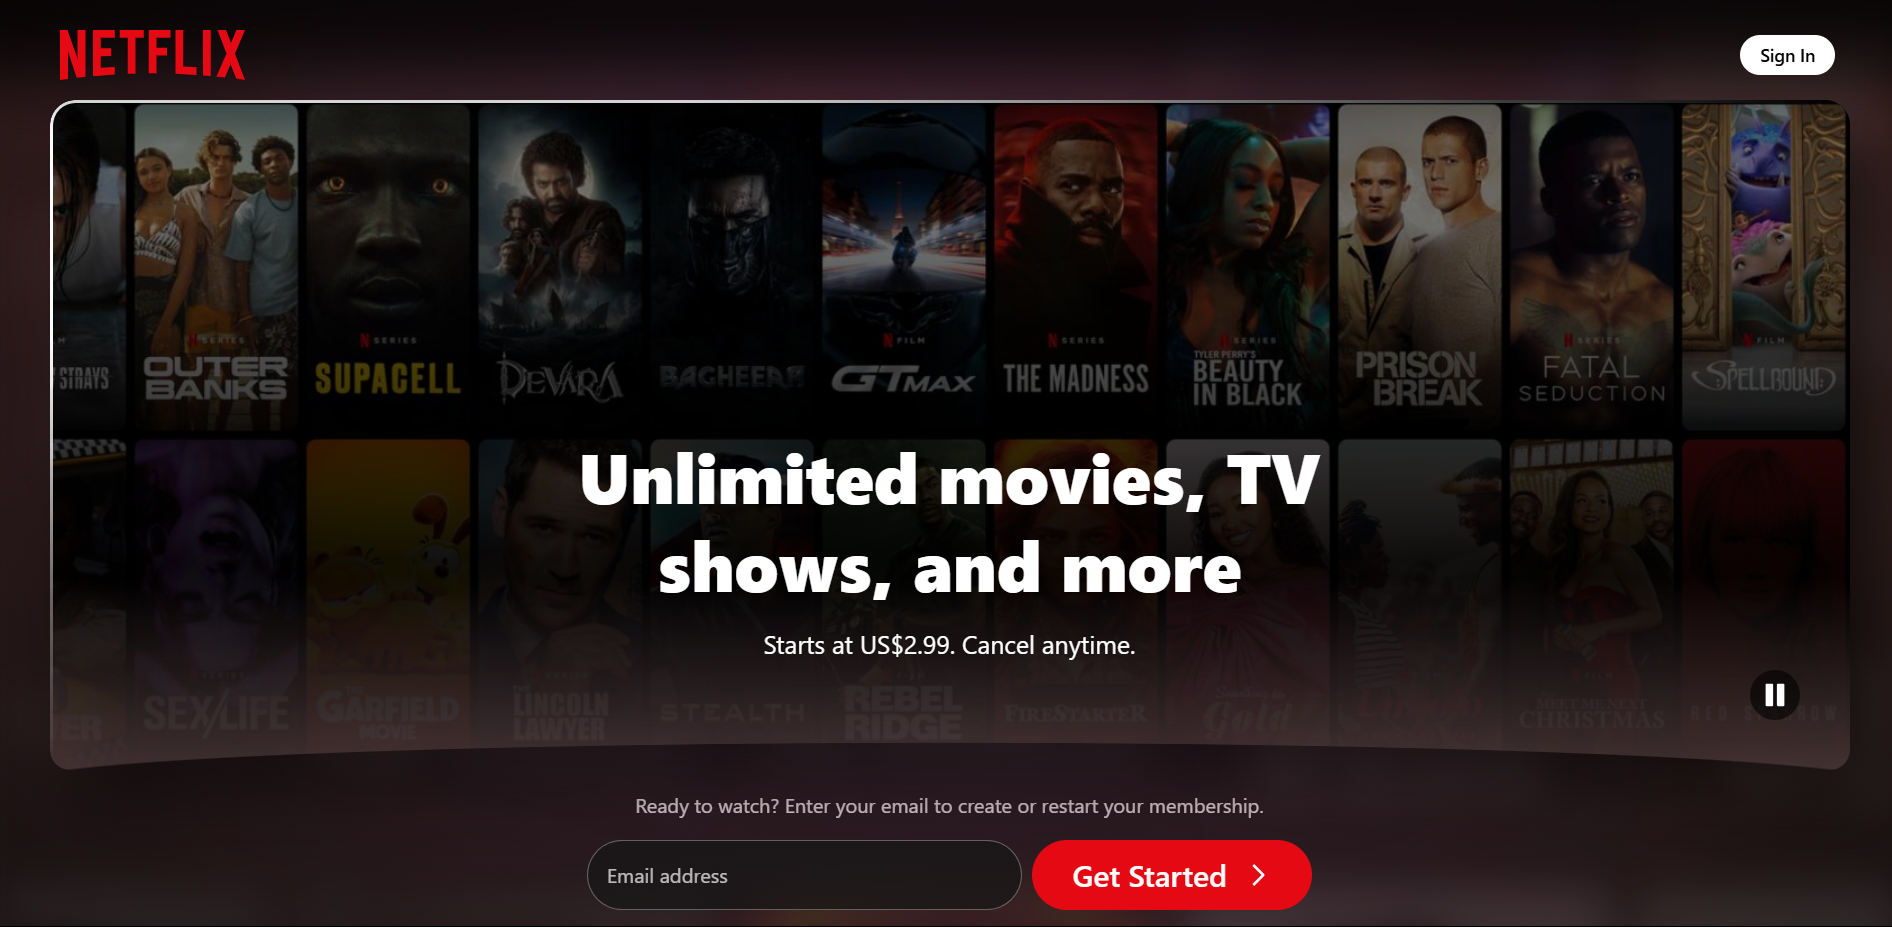 NETFLIX
Sign In
STRAYS
N SERIES
OUTER
BANKS
N SERIES
SUPACELL
DEVARA
BAGHEERA
N FILM
GTMAX
N SERIES
THE MADNESS
N SERIES
TYLER PERRY'S
BEAUTY
IN BLACK
PRISON
BREAK
N SERIES
FATAL
SEDUCTION
N FILM
SPELLBOUND
Unlimited movies, TV
shows, and more
Starts at US$2.99. Cancel anytime.
SEX/LIFE
THE
GARFIELD
MOVIE
THE
LINCOLN
LAWYER
STEALTH
REBEL
RIDGE
FIRESTARTER
Gold
MEET ME NEXT
CHRISTMAS
Ready to watch? Enter your email to create or restart your membership.
Email address
Get Started